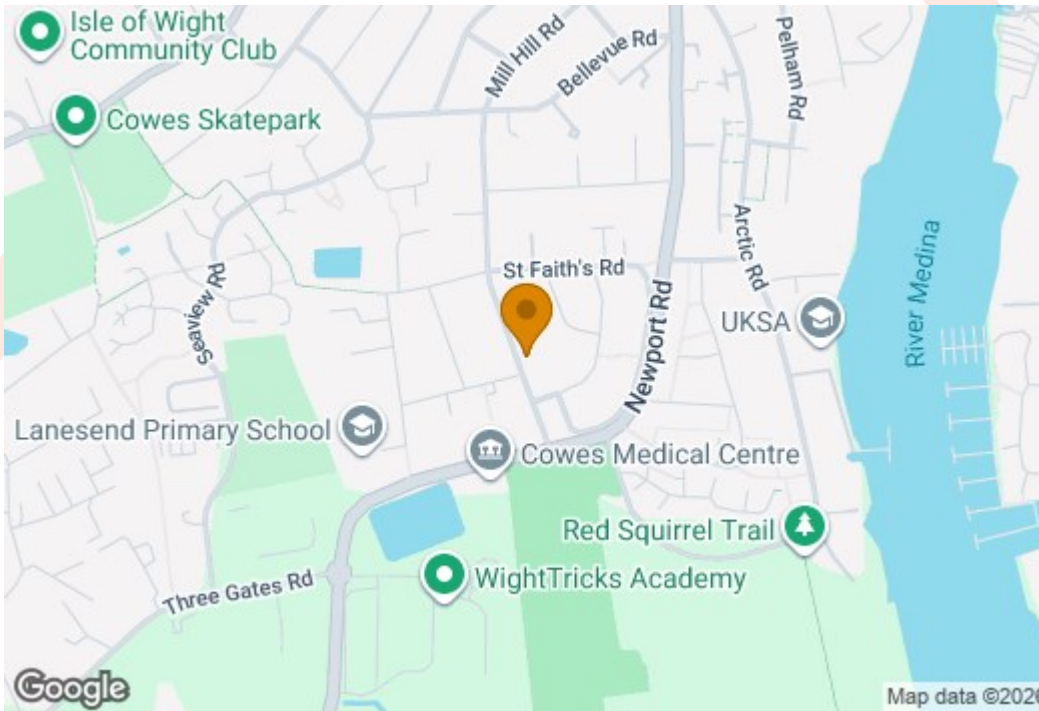 Isle of Wight
Community Club
Mill Hill Rd
Bellevue Rd
Pelham Rd
Cowes Skatepark
Arctic Rd
River Medina
St Faith's Rd
Seaview Rd
Newport Rd
UKSA
Lanesend Primary School
Cowes Medical Centre
Red Squirrel Trail
Three Gates Rd
WightTricks Academy
Google
Map data ©2026